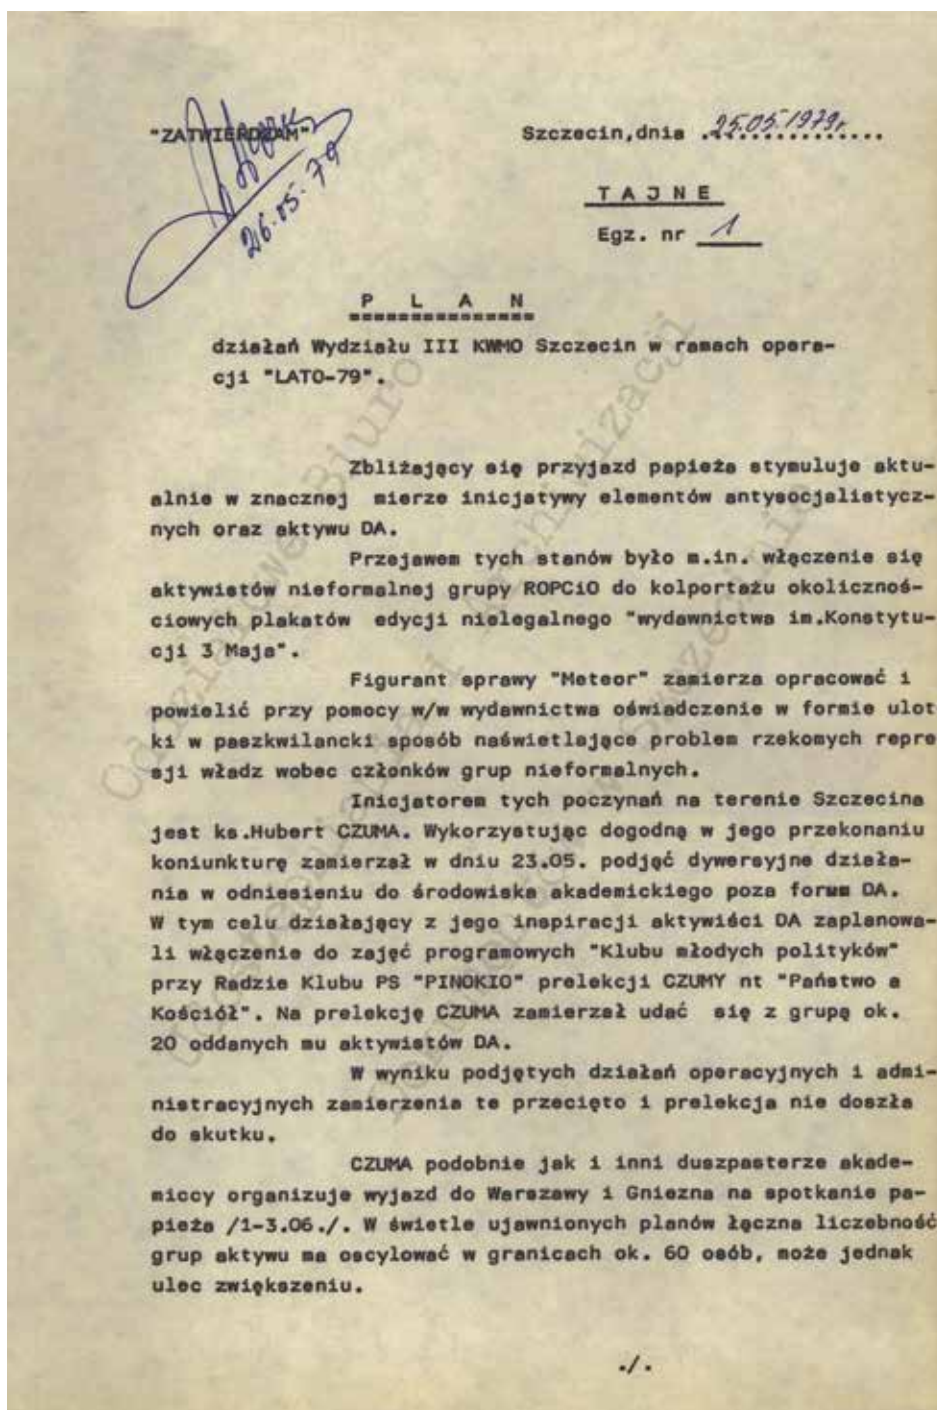 "ZATWIERDZAM"
Szczecin,dnia 25.05.1979r.
26.05.79
T A J N E
Egz. nr 1
P L A N
działań Wydziału III KWMO Szczecin w ramach opera-
cji "LATO-79".
Zbliżający się przyjazd papieża stymuluje aktu-
alnie w znacznej mierze inicjatywy elementów antysocjalistycz-
nych oraz aktywu DA.
Przejawem tych stanów było m.in. włączenie się
aktywistów nieformalnej grupy ROPCiO do kolportażu okolicznoś-
ciowych plakatów edycji nielegalnego "wydawnictwa im.Konstytu-
cji 3 Maja".
Figurant sprawy "Meteor" zamierza opracować i
powielić przy pomocy w/w wydawnictwa oświadczenie w formie ulot
ki w paszkwilancki sposób naświetlające problem rzekomych repre
sji władz wobec członków grup nieformalnych.
Inicjatorem tych poczynań na terenie Szczecina
jest ks.Hubert CZUMA. Wykorzystując dogodną w jego przekonaniu
koniunkturę zamierzał w dniu 23.05. podjąć dywersyjne działa-
nia w odniesieniu do środowiska akademickiego poza forum DA.
W tym celu działający z jego inspiracji aktywiści DA zaplanowa-
li włączenie do zajęć programowych "Klubu młodych polityków"
przy Radzie Klubu PS "PINOKIO" prelekcji CZUMY nt "Państwo a
Kościół". Na prelekcję CZUMA zamierzał udać się z grupą ok.
20 oddanych mu aktywistów DA.
W wyniku podjętych działań operacyjnych i admi-
nistracyjnych zamierzenia te przecięto i prelekcja nie doszła
do skutku.
CZUMA podobnie jak i inni duszpasterze akade-
miccy organizuje wyjazd do Warszawy i Gniezna na spotkanie pa-
pieża /1-3.06./. W świetle ujawnionych planów łączna liczebność
grup aktywu ma oscylować w granicach ok. 60 osób, może jednak
ulec zwiększeniu.
./.